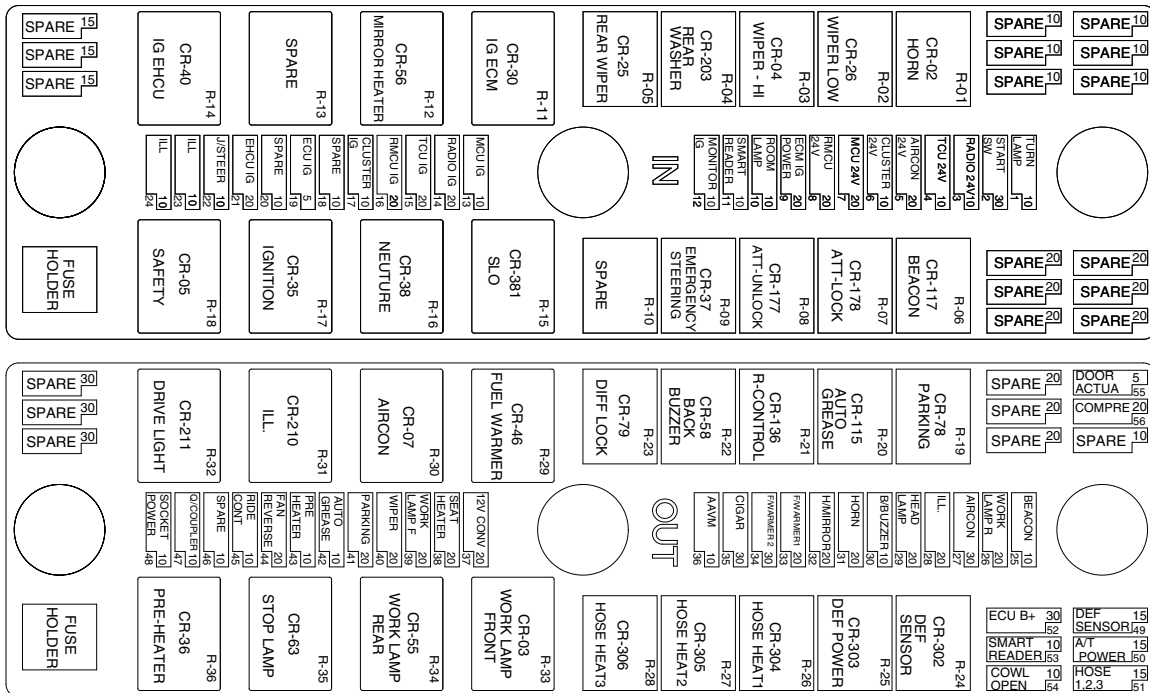 SPARE 15
SPARE 15
SPARE 15
CR-40
IG EHCU
R-14
SPARE
R-13
CR-56
MIRROR HEATER
R-12
CR-30
IG ECM
R-11
CR-25
REAR WIPER
R-05
CR-203
REAR
WASHER
R-04
CR-04
WIPER - HI
R-03
CR-26
WIPER LOW
R-02
CR-02
HORN
R-01
SPARE 10
SPARE 10
SPARE 10
SPARE 10
SPARE 10
SPARE 10
ILL 10 24
ILL 10 23
J/STEER 10 22
EHCU IG 20 21
SPARE 10 20
ECU IG 5 19
SPARE 10 18
CLUSTER
IG 10 17
RMCU IG 20 16
TCU IG 20 15
RADIO IG 20 14
MCU IG 10 13
IN
MONITOR
IG 10 12
SMART
READER 10 11
ROOM
LAMP 10 10
ECM IG
POWER 20 9
RMCU
24V 20 8
MCU 24V 20 7
CLUSTER
24V 10 6
AIRCON
24V 20 5
TCU 24V 10 4
RADIO 24V 10 3
START
SW 30 2
TURN
LAMP 10 1
FUSE
HOLDER
CR-05
SAFETY
R-18
CR-35
IGNITION
R-17
CR-38
NEUTURE
R-16
CR-381
SLO
R-15
SPARE
R-10
CR-37
EMERGENCY
STEERING
R-09
CR-177
ATT-UNLOCK
R-08
CR-178
ATT-LOCK
R-07
CR-117
BEACON
R-06
SPARE 20
SPARE 20
SPARE 20
SPARE 20
SPARE 20
SPARE 20
SPARE 30
SPARE 30
SPARE 30
CR-211
DRIVE LIGHT
R-32
CR-210
ILL.
R-31
CR-07
AIRCON
R-30
CR-46
FUEL WARMER
R-29
CR-79
DIFF LOCK
R-23
CR-58
BACK
BUZZER
R-22
CR-136
R-CONTROL
R-21
CR-115
AUTO
GREASE
R-20
CR-78
PARKING
R-19
SPARE 20
DOOR
ACTUA 5 55
SPARE 20
COMPRE 20 56
SPARE 20
SPARE 10
SOCKET
POWER 10 48
Q/COUPLER 10 47
SPARE 10 46
RIDE
CONT 10 45
FAN
REVERSE 10 44
PRE
HEATER 10 43
AUTO
GREASE 10 42
PARKING 20 41
WIPER 20 40
WORK
LAMP F 20 39
SEAT
HEATER 20 38
12V CONV 20 37
OUT
AAVM 10 36
CIGAR 30 35
F/WARMER 2 30 34
F/WARMER1 20 33
H/MIRROR 20 32
HORN 20 31
B/BUZZER 10 30
HEAD
LAMP 20 29
ILL. 20 28
AIRCON 30 27
WORK
LAMP R 20 26
BEACON 10 25
FUSE
HOLDER
CR-36
PRE-HEATER
R-36
CR-63
STOP LAMP
R-35
CR-55
WORK LAMP
REAR
R-34
CR-03
WORK LAMP
FRONT
R-33
CR-306
HOSE HEAT3
R-28
CR-305
HOSE HEAT2
R-27
CR-304
HOSE HEAT1
R-26
CR-303
DEF POWER
R-25
CR-302
DEF
SENSOR
R-24
ECU B+ 30 52
DEF
SENSOR 15 49
SMART
READER 10 53
A/T
POWER 15 50
COWL
OPEN 10 54
HOSE
1.2.3 15 51